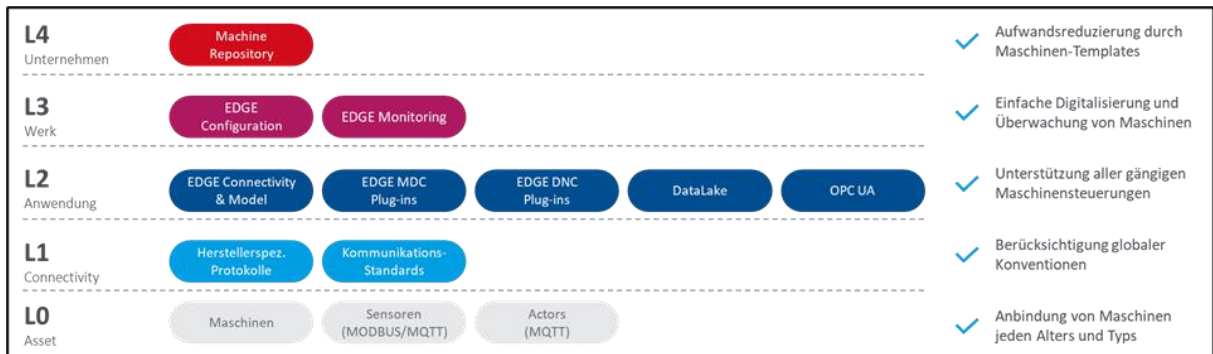 L4
Unternehmen
Machine
Repository
Aufwandsreduzierung durch
Maschinen-Templates
L3
Werk
EDGE
Configuration
EDGE Monitoring
Einfache Digitalisierung und
Überwachung von Maschinen
L2
Anwendung
EDGE Connectivity
& Model
EDGE MDC
Plug-ins
EDGE DNC
Plug-ins
DataLake
OPC UA
Unterstützung aller gängigen
Maschinensteuerungen
L1
Connectivity
Herstellerspez.
Protokolle
Kommunikations-
Standards
Berücksichtigung globaler
Konventionen
L0
Asset
Maschinen
Sensoren
(MODBUS/MQTT)
Actors
(MQTT)
Anbindung von Maschinen
jeden Alters und Typs